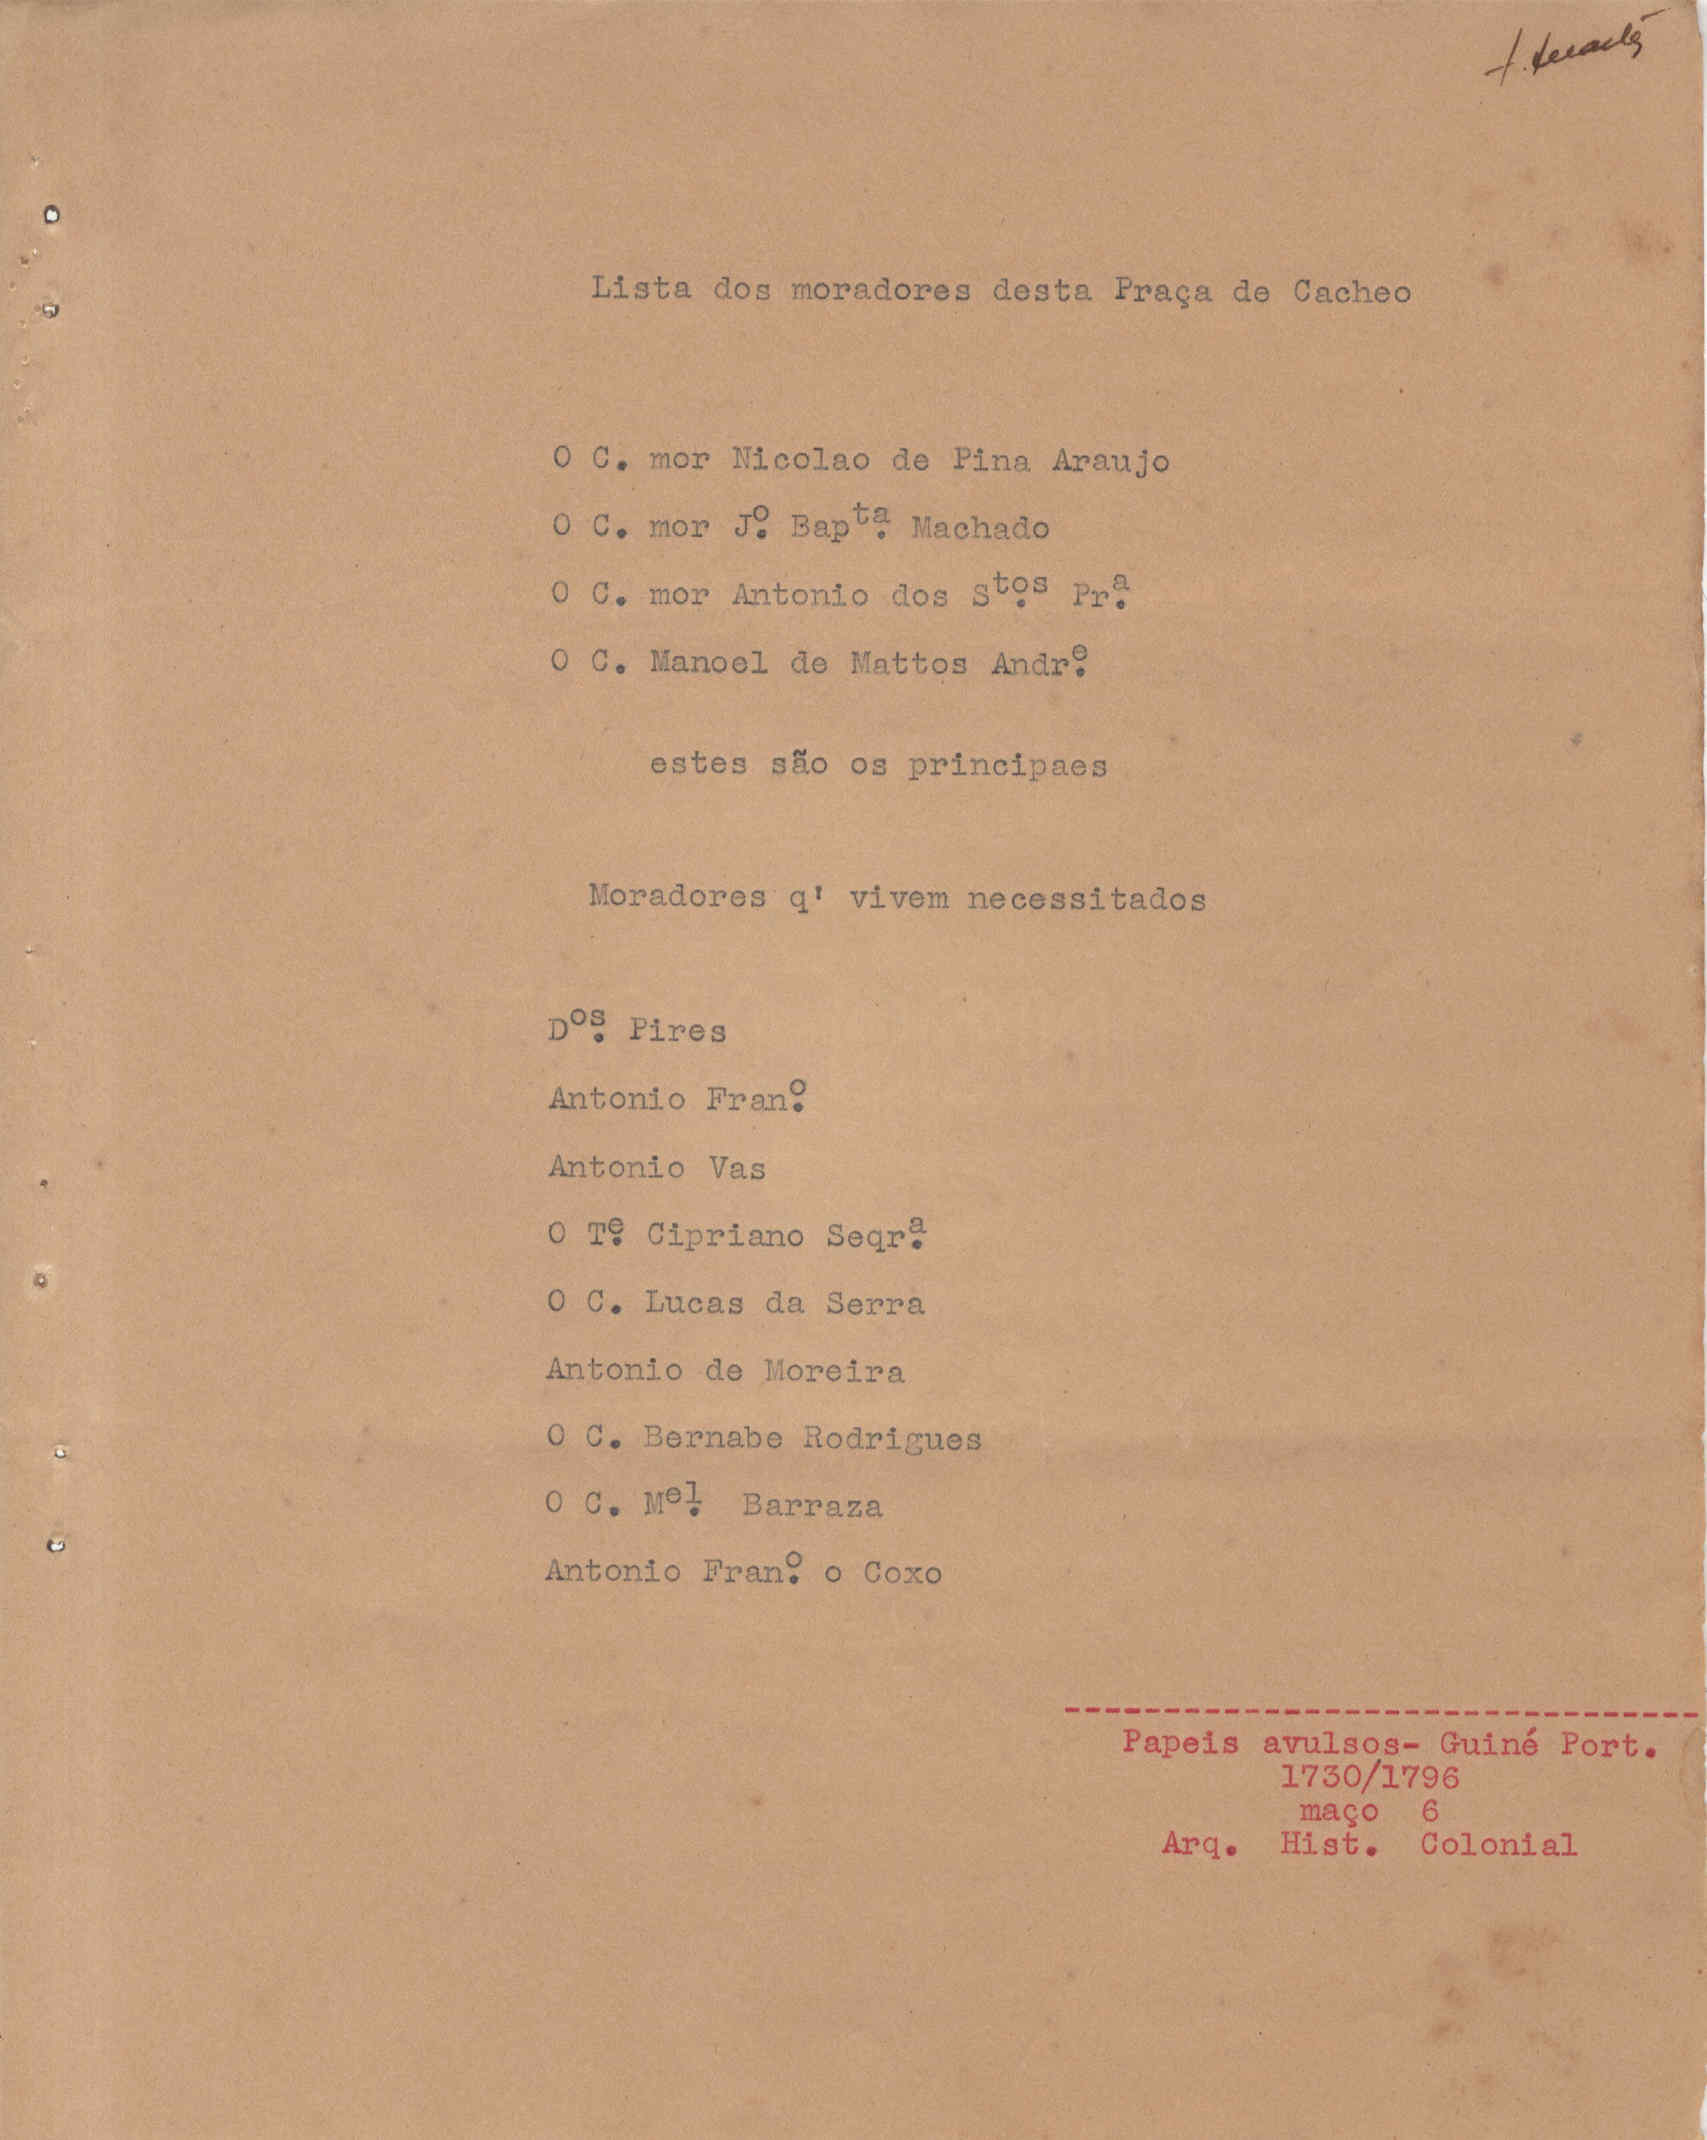 Lista dos moradores desta Praça de Cacheo
O C. mor Nicolao de Pina Araujo
O C. mor Jº. Bapᵗᵃ. Machado
O C. mor Antonio dos Sᵗᵒˢ. Prª.
O C. Manoel de Mattos Andrᵉ.
estes são os principaes
Moradores q' vivem necessitados
Dᵒˢ. Pires
Antonio Franº.
Antonio Vas
O Tᵉ. Cipriano Seqrª.
O C. Lucas da Serra
Antonio de Moreira
O C. Bernabe Rodrigues
O C. Mᵉˡ. Barraza
Antonio Franº. o Coxo
Papeis avulsos- Guiné Port.
1730/1796
maço 6
Arq. Hist. Colonial